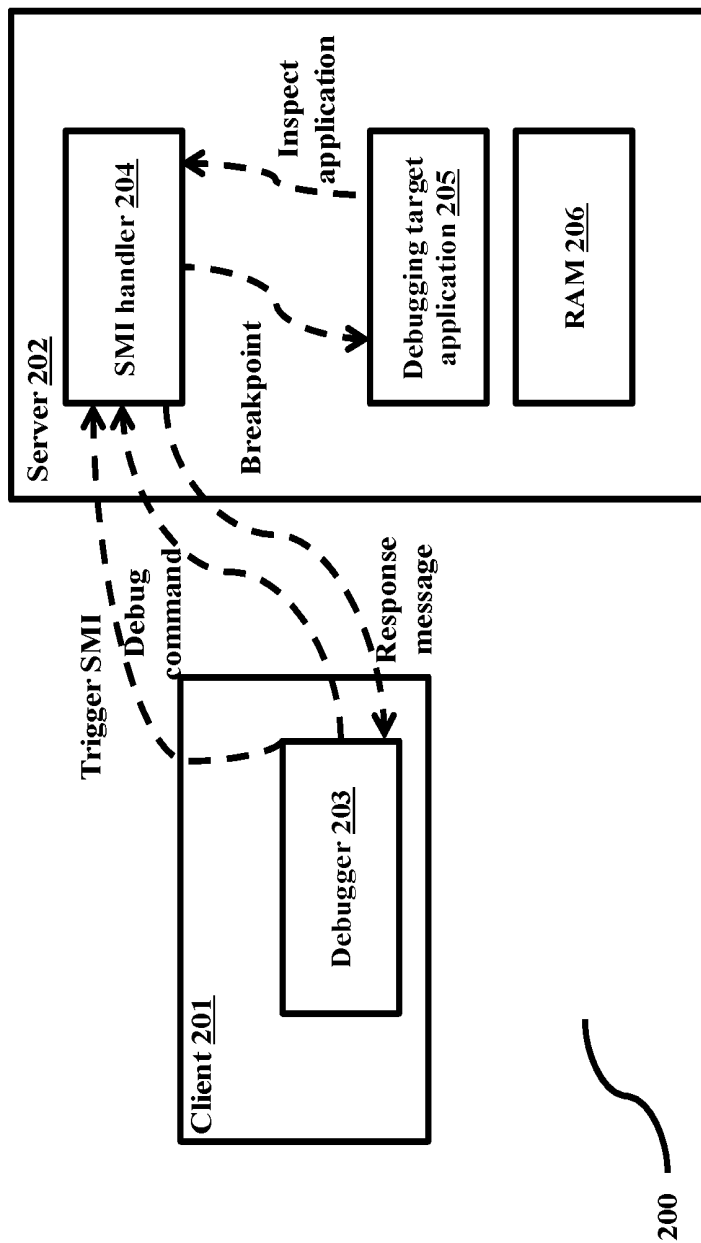 Server 202
SMI handler 204
Inspect
application
Breakpoint
Debugging target
application 205
RAM 206
Trigger SMI
Debug
command
Response
message
Client 201
Debugger 203
200